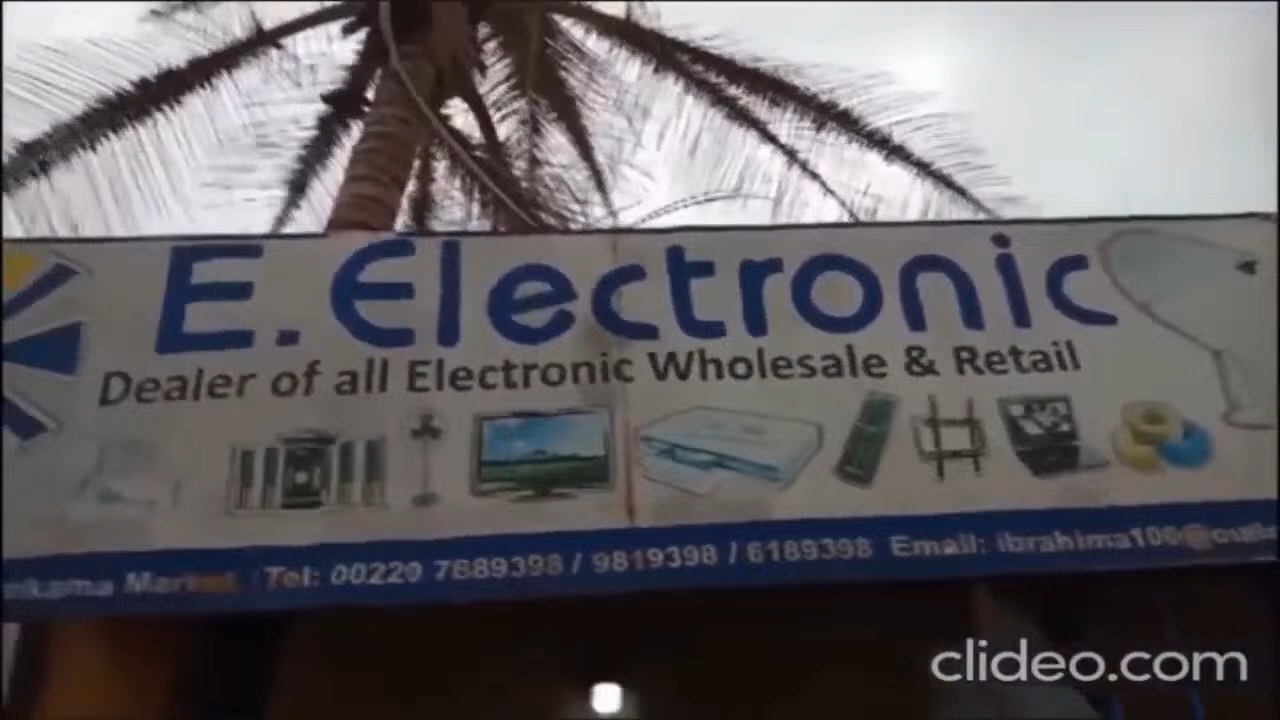 E. Electronic
Dealer of all Electronic Wholesale & Retail
Tel: 00220 7689398 / 9819398 / 6189398 Email:
clideo.com